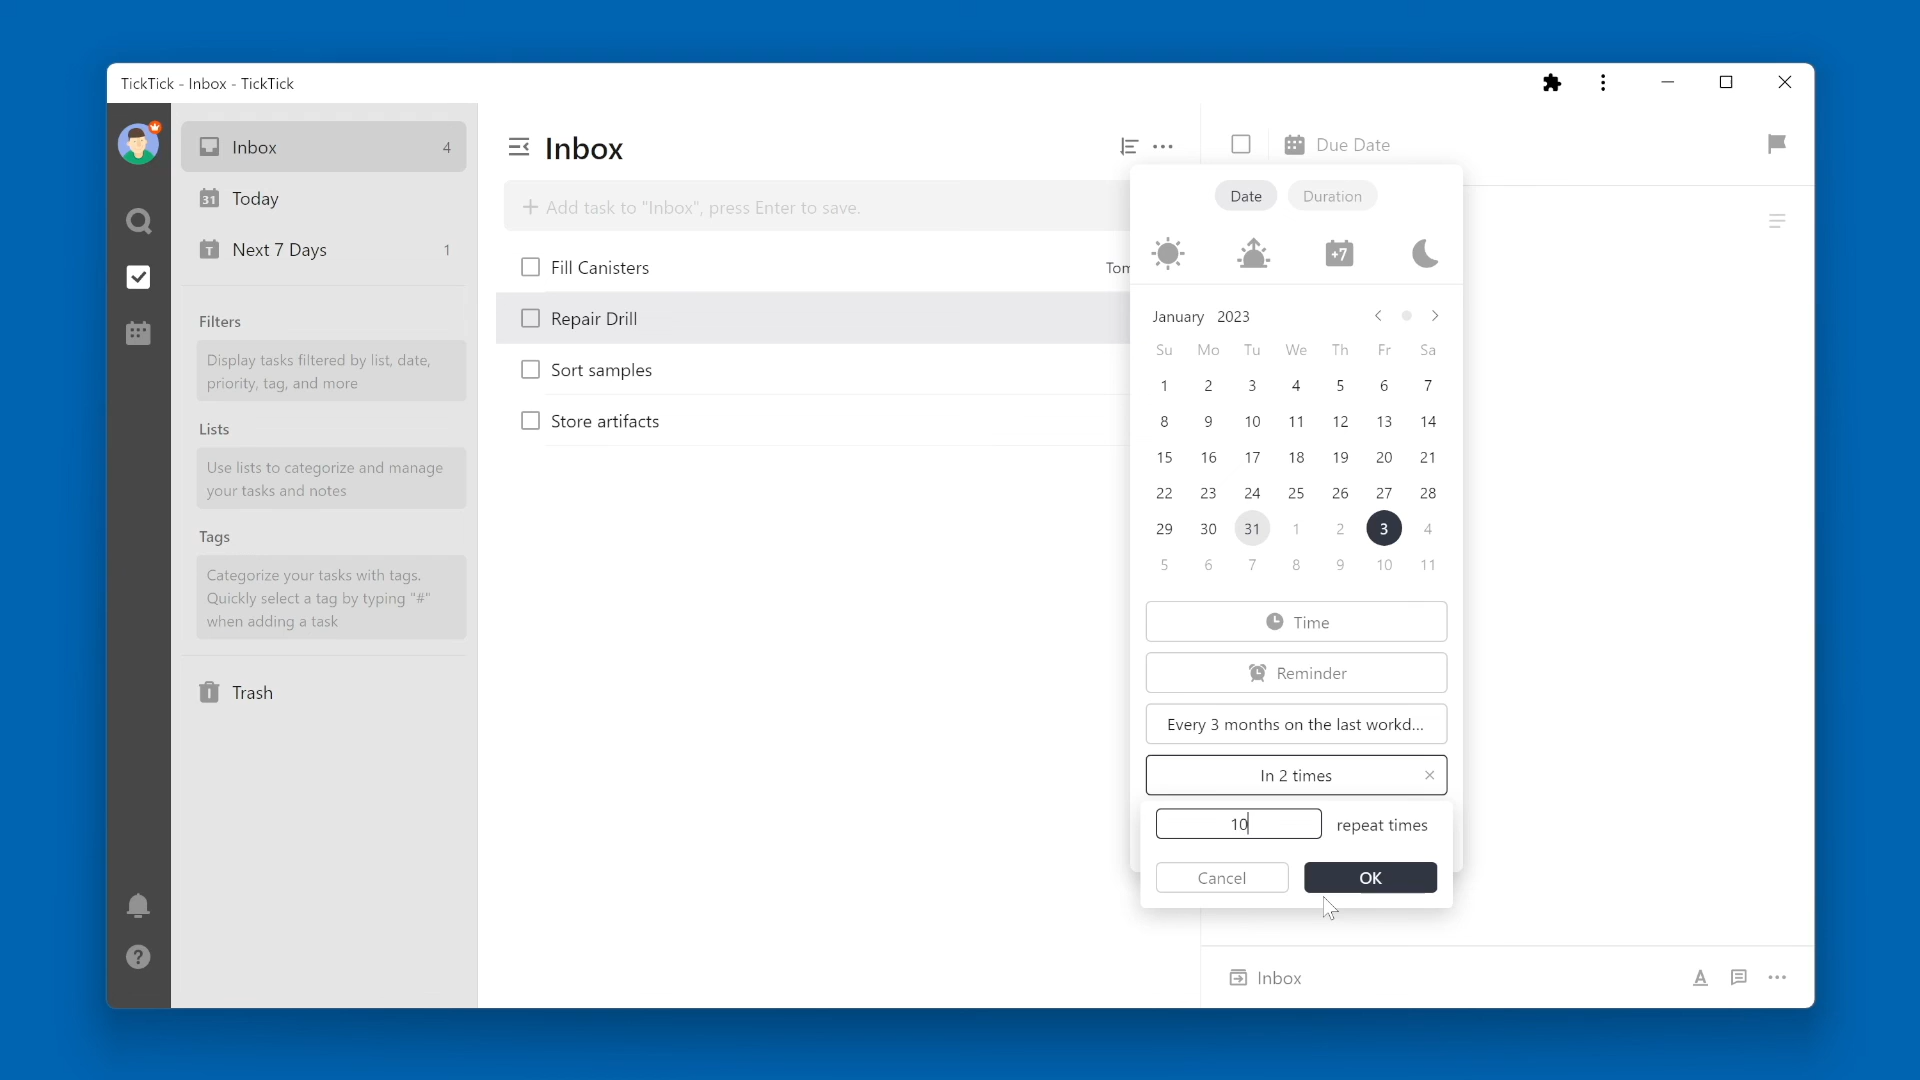 TickTick - Inbox - TickTick
Inbox 4
31 Today
T Next 7 Days 1
Filters
Display tasks filtered by list, date,
priority, tag, and more
Lists
Use lists to categorize and manage
your tasks and notes
Tags
Categorize your tasks with tags.
Quickly select a tag by typing "#"
when adding a task
Trash
?
Inbox
+ Add task to "Inbox", press Enter to save.
Fill Canisters Tom
Repair Drill
Sort samples
Store artifacts
Due Date
Date Duration
+7
January 2023
Su Mo Tu We Th Fr Sa
1 2 3 4 5 6 7
8 9 10 11 12 13 14
15 16 17 18 19 20 21
22 23 24 25 26 27 28
29 30 31 1 2 3 4
5 6 7 8 9 10 11
Time
Reminder
Every 3 months on the last workd...
In 2 times
10 repeat times
Cancel OK
Inbox
A